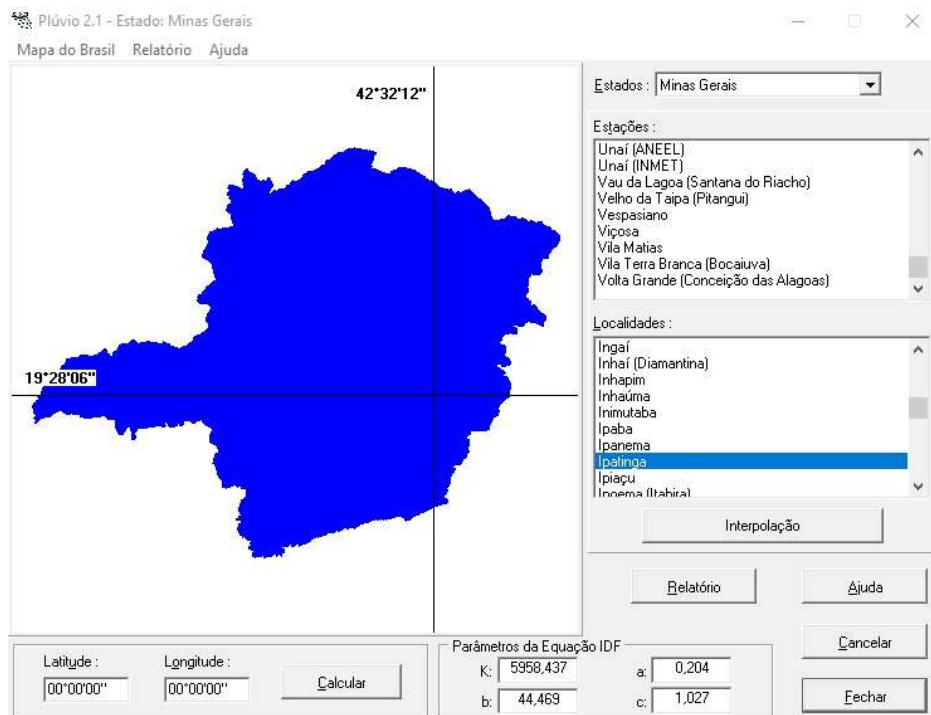 Plúvio 2.1 - Estado: Minas Gerais
Mapa do Brasil Relatório Ajuda
42°32'12"
19°28'06"
Estados : Minas Gerais
Estações :
Unaí (ANEEL)
Unaí (INMET)
Vau da Lagoa (Santana do Riacho)
Velho da Taipa (Pitangui)
Vespasiano
Viçosa
Vila Matias
Vila Terra Branca (Bocaiuva)
Volta Grande (Conceição das Alagoas)
Localidades :
Ingaí
Inhaí (Diamantina)
Inhapim
Inhaúma
Inimutaba
Ipaba
Ipanema
Ipatinga
Ipiaçu
Ipoema (Itabira)
Interpolação
Relatório
Ajuda
Cancelar
Fechar
Latitude :
00°00'00"
Longitude :
00°00'00"
Calcular
Parâmetros da Equação IDF
K: 5958,437
a: 0,204
b: 44,469
c: 1,027